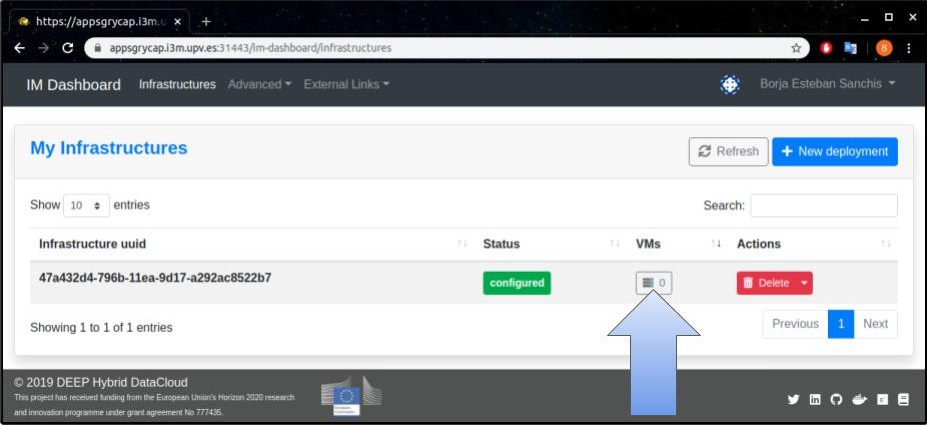 https://appsgrycap.i3m.u
appsgrycap.i3m.upv.es:31443/im-dashboard/infrastructures
8
IM Dashboard Infrastructures Advanced External Links Borja Esteban Sanchis
My Infrastructures Refresh New deployment
Show 10 entries Search:
Infrastructure uuid Status VMs Actions
47a432d4-796b-11ea-9d17-a292ac8522b7 configured 0 Delete
Showing 1 to 1 of 1 entries Previous 1 Next
© 2019 DEEP Hybrid DataCloud
This project has received funding from the European Union's Horizon 2020 research
and innovation programme under grant agreement No 777435.